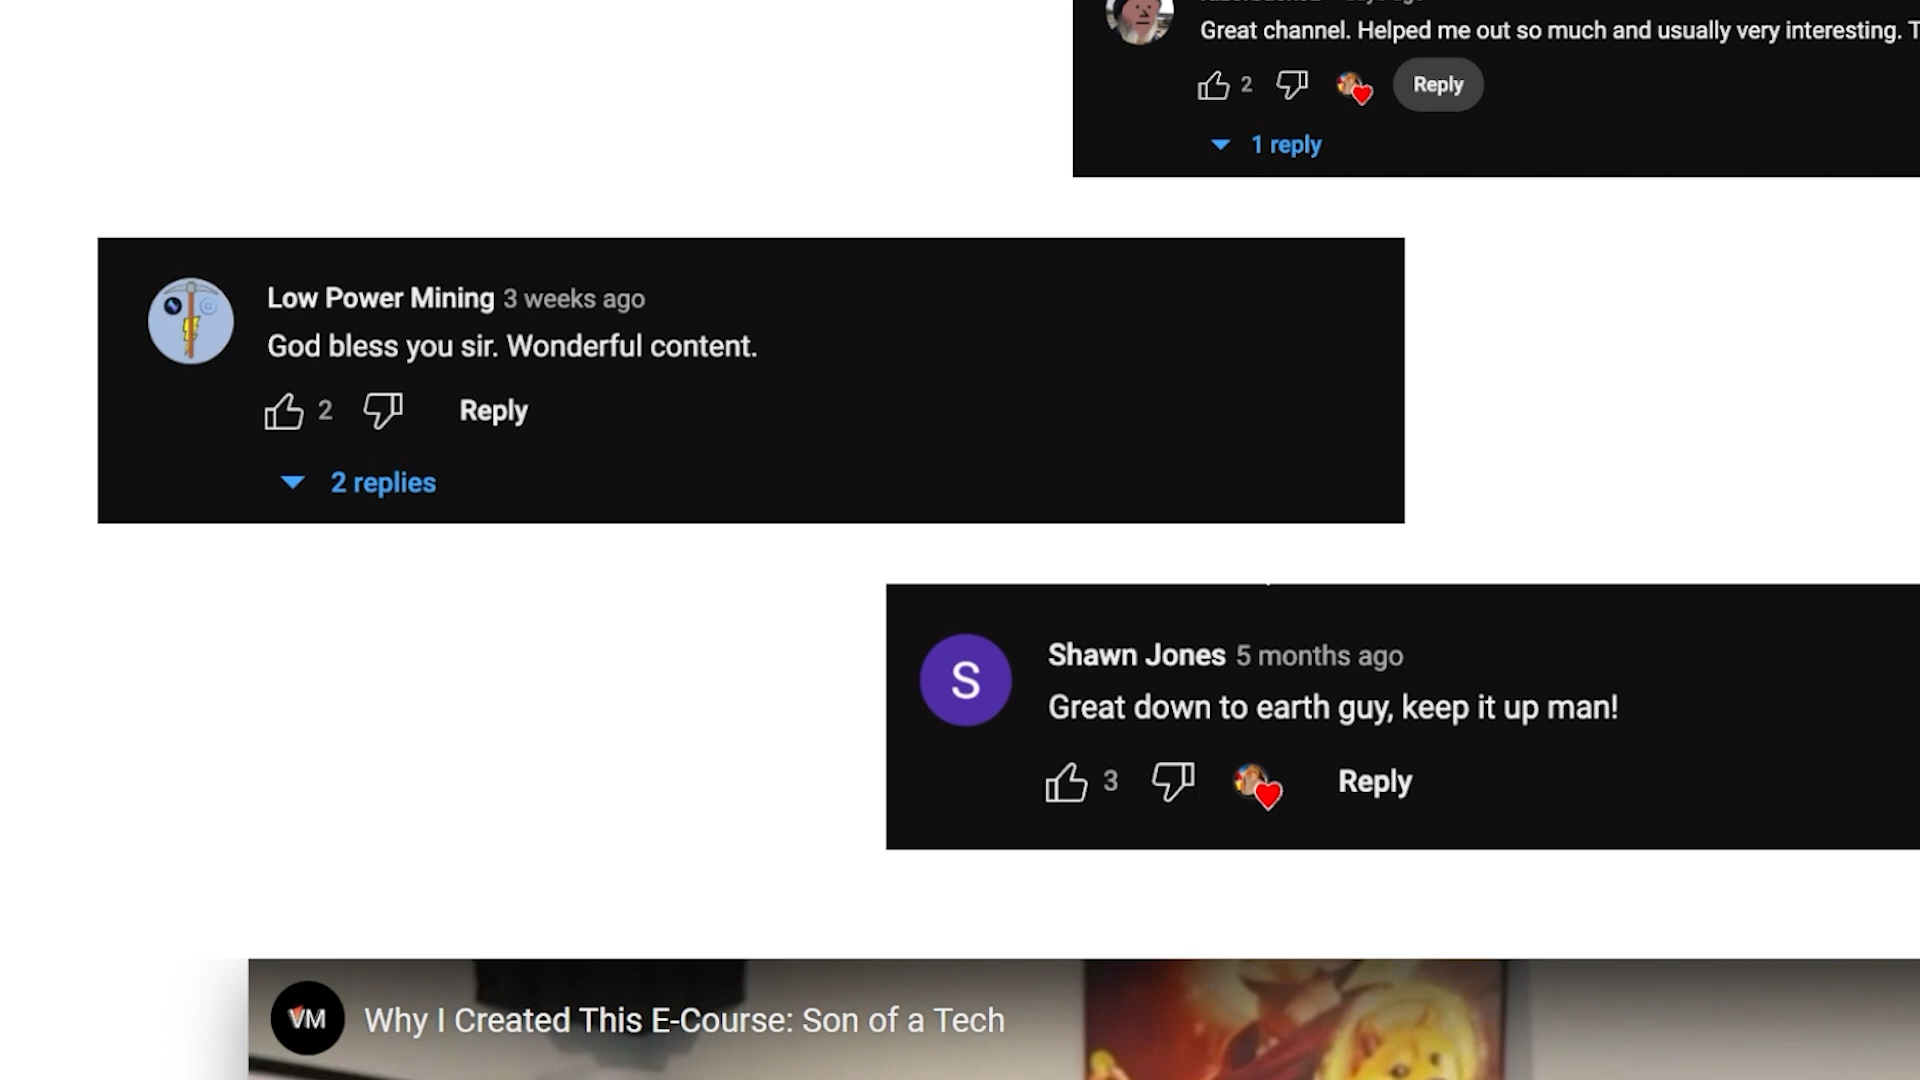 Great channel. Helped me out so much and usually very interesting. T
2 Reply
1 reply
Low Power Mining 3 weeks ago
God bless you sir. Wonderful content.
2 Reply
2 replies
S
Shawn Jones 5 months ago
Great down to earth guy, keep it up man!
3 Reply
VM Why I Created This E-Course: Son of a Tech